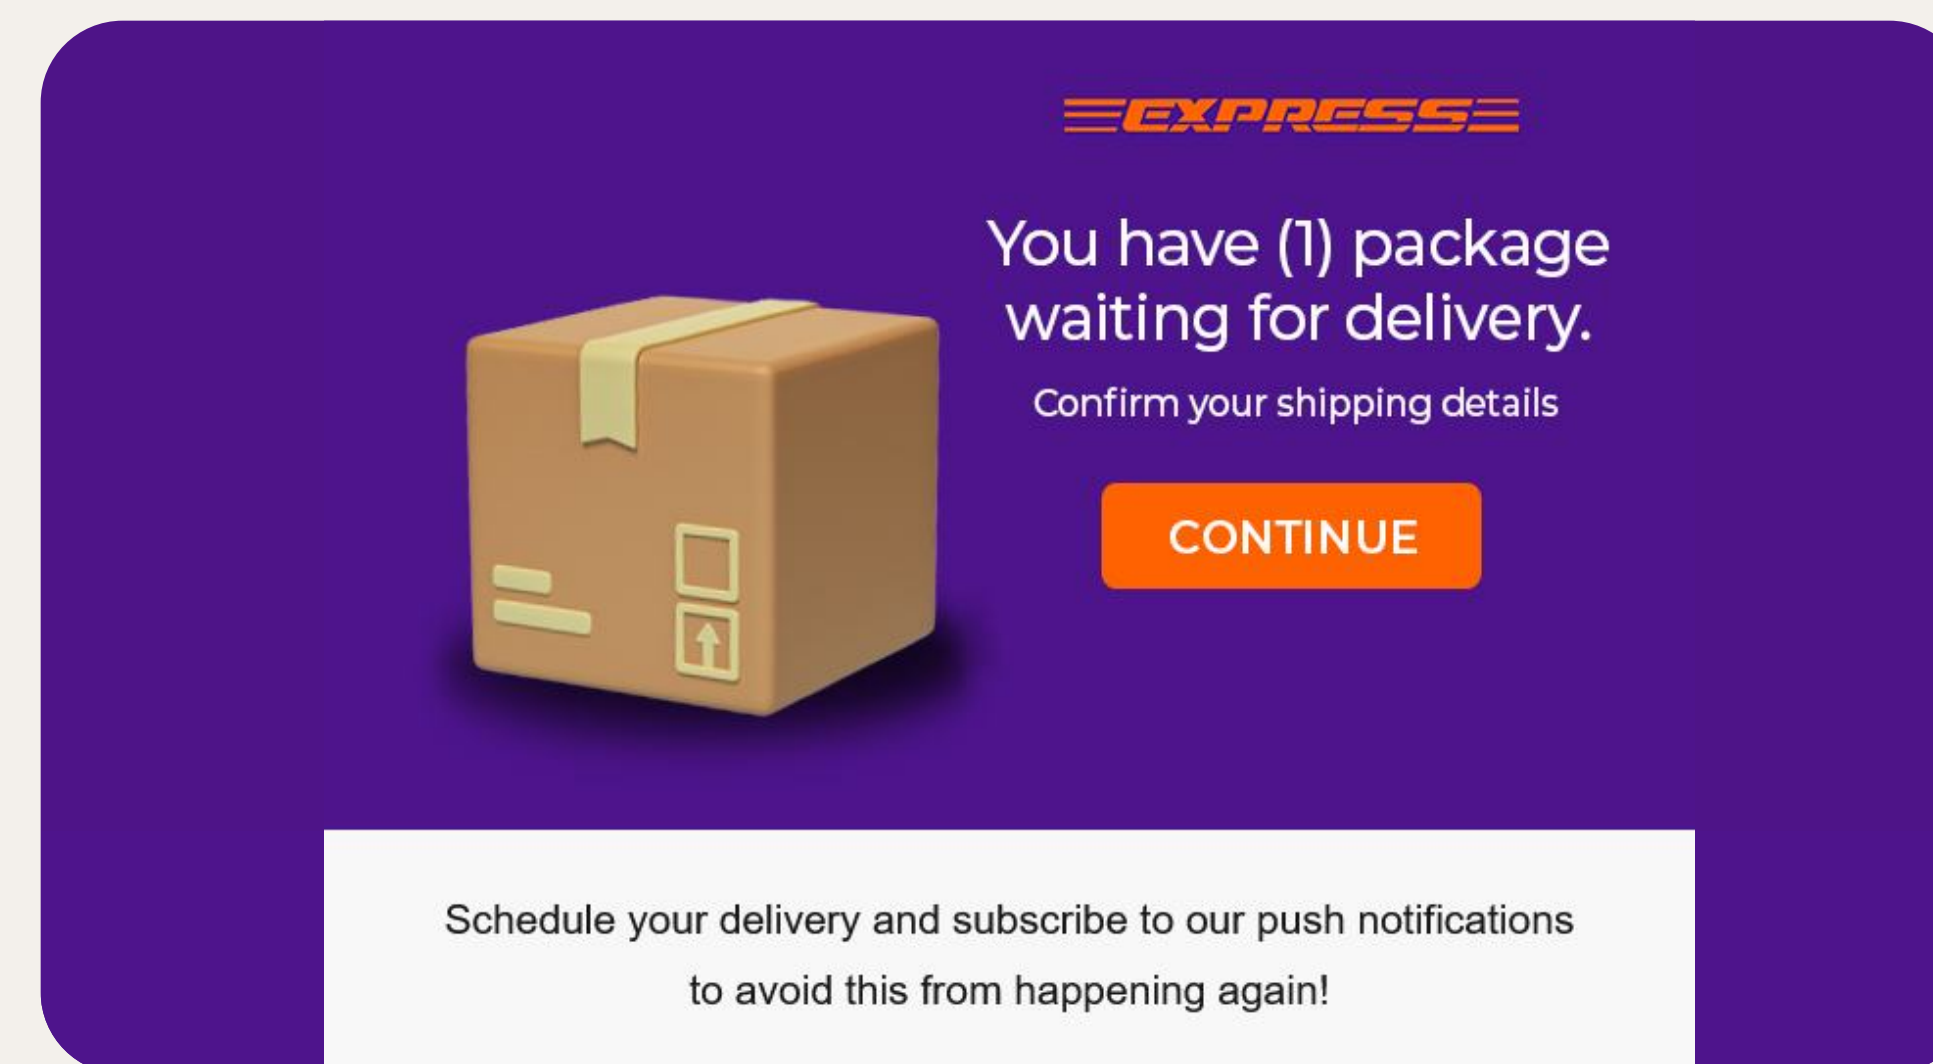 EXPRESS
You have (1) package
waiting for delivery.
Confirm your shipping details
CONTINUE
Schedule your delivery and subscribe to our push notifications
to avoid this from happening again!